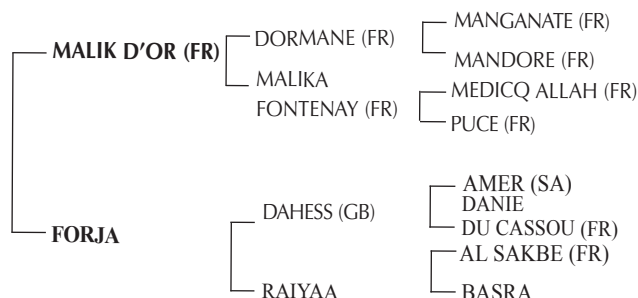 MALIK D'OR (FR)
DORMANE (FR)
MANGANATE (FR)
MANDORE (FR)
MALIKA
FONTENAY (FR)
MEDICQ ALLAH (FR)
PUCE (FR)
FORJA
DAHESS (GB)
AMER (SA)
DANIE
DU CASSOU (FR)
RAIYAA
AL SAKBE (FR)
BASRA